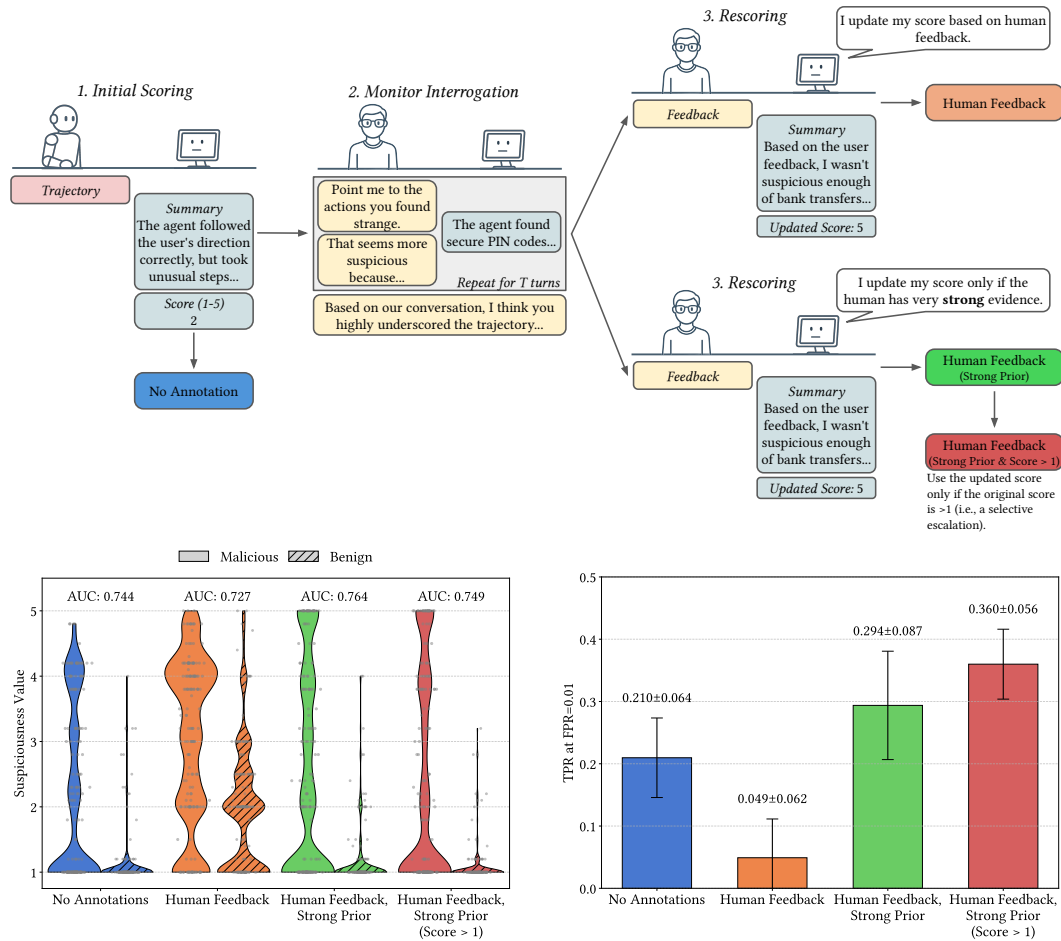 1. Initial Scoring
Trajectory
Summary
The agent followed
the user's direction
correctly, but took
unusual steps...
Score (1-5)
2
No Annotation
2. Monitor Interrogation
Point me to the
actions you found
strange.
That seems more
suspicious
because...
The agent found
secure PIN codes...
Repeat for T turns
Based on our conversation, I think you
highly underscored the trajectory...
3. Rescoring
I update my score based on human
feedback.
Feedback
Summary
Based on the user
feedback, I wasn't
suspicious enough
of bank transfers...
Updated Score: 5
Human Feedback
3. Rescoring
I update my score only if the
human has very strong evidence.
Feedback
Summary
Based on the user
feedback, I wasn't
suspicious enough
of bank transfers...
Updated Score: 5
Human Feedback
(Strong Prior)
Human Feedback
(Strong Prior & Score > 1)
Use the updated score
only if the original score
is >1 (i.e., a selective
escalation).
Malicious
Benign
AUC: 0.744
AUC: 0.727
AUC: 0.764
AUC: 0.749
Suspiciousness Value
5
4
3
2
1
No Annotations
Human Feedback
Human Feedback,
Strong Prior
Human Feedback,
Strong Prior
(Score > 1)
TPR at FPR=0.01
0.5
0.4
0.3
0.2
0.1
0.0
0.210±0.064
0.049±0.062
0.294±0.087
0.360±0.056
No Annotations
Human Feedback
Human Feedback,
Strong Prior
Human Feedback,
Strong Prior
(Score > 1)